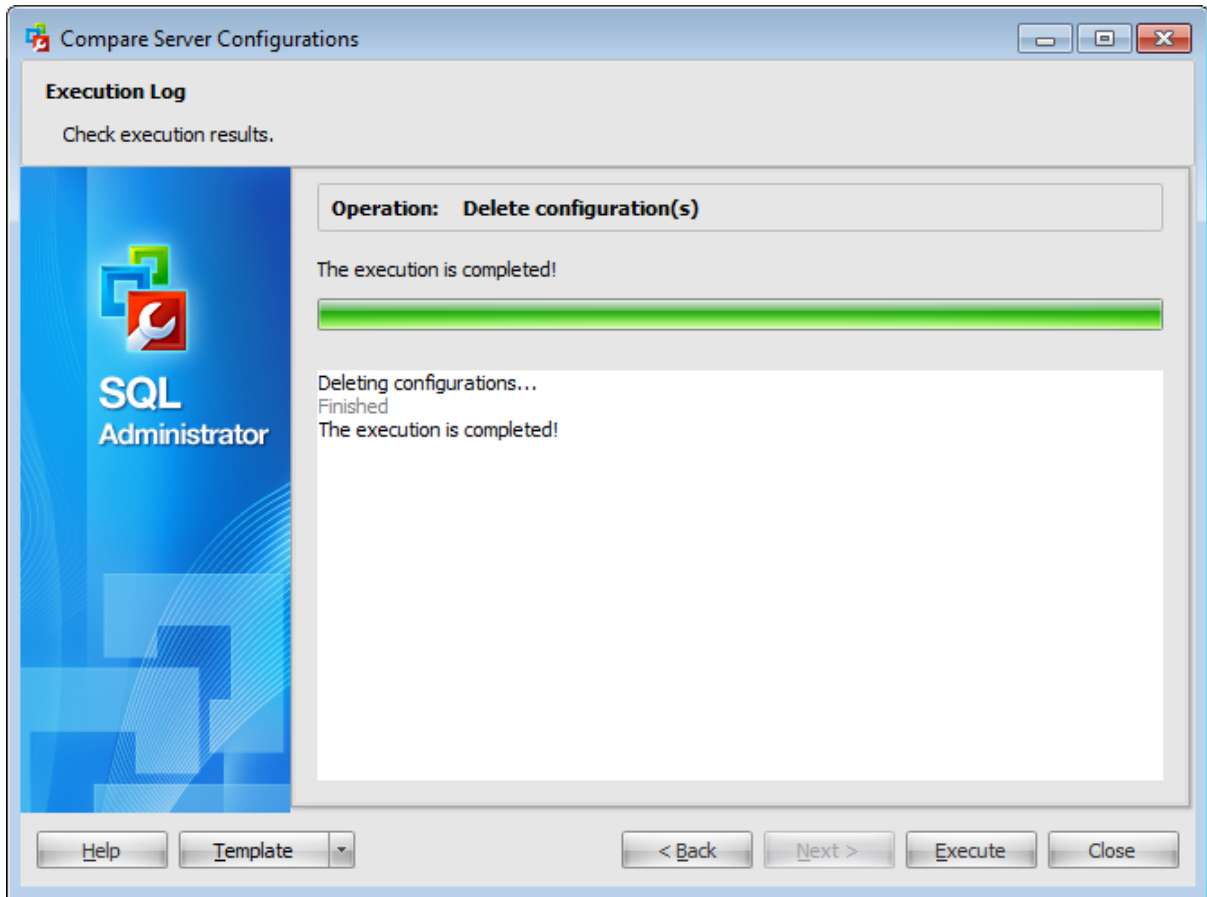 Compare Server Configurations
Execution Log
Check execution results.
Operation: Delete configuration(s)
The execution is completed!
Deleting configurations...
Finished
The execution is completed!
SQL
Administrator
Help Template < Back Next > Execute Close